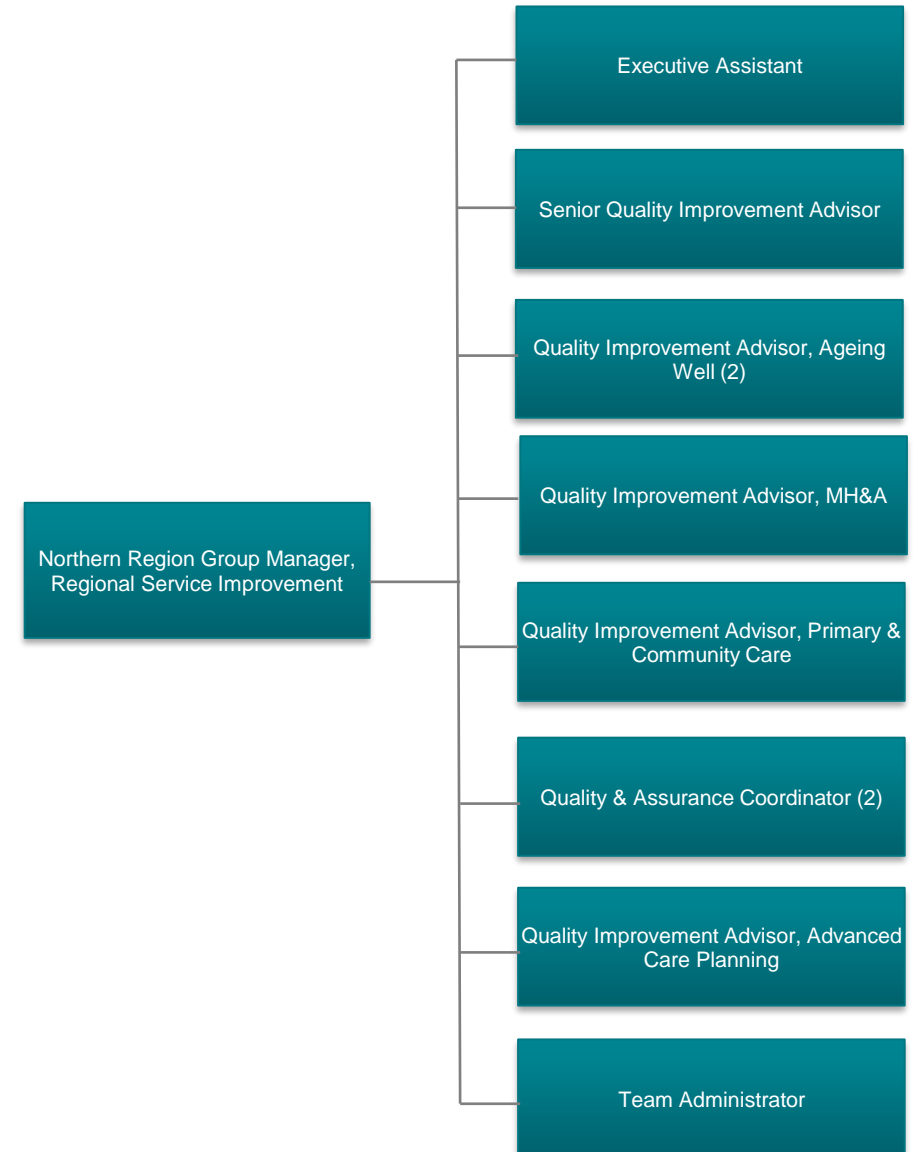 Executive Assistant
Senior Quality Improvement Advisor
Quality Improvement Advisor, Ageing
Well (2)
Quality Improvement Advisor, MH&A
Northern Region Group Manager,
Regional Service Improvement
Quality Improvement Advisor, Primary &
Community Care
Quality & Assurance Coordinator (2)
Quality Improvement Advisor, Advanced
Care Planning
Team Administrator